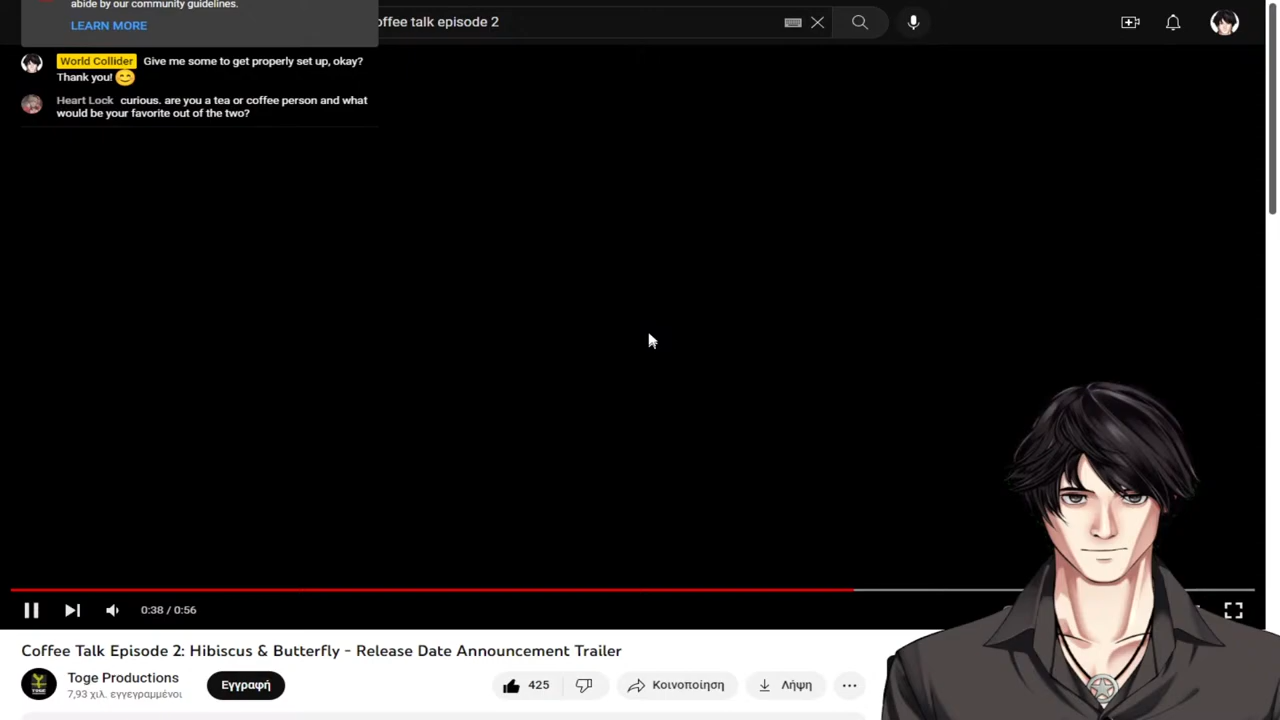 abide by our community guidelines.
LEARN MORE
offee talk episode 2
World Collider Give me some to get properly set up, okay?
Thank you!
Heart Lock curious. are you a tea or coffee person and what
would be your favorite out of the two?
0:38 / 0:56
Coffee Talk Episode 2: Hibiscus & Butterfly - Release Date Announcement Trailer
Toge Productions
7,93 χιλ. εγγεγραμμένοι
Εγγραφή
425
Κοινοποίηση
Λήψη